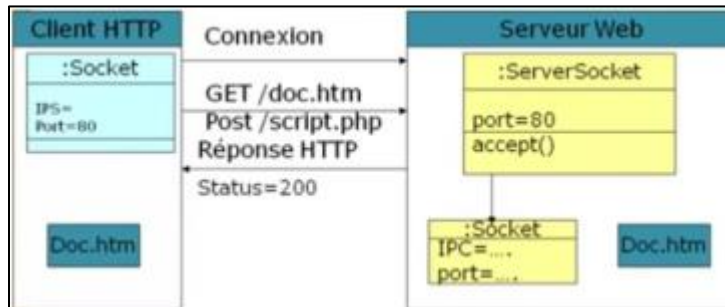 Client HTTP
:Socket
IPS=
Port=80
Doc.htm
Connexion
GET /doc.htm
Post /script.php
Réponse HTTP
Status=200
Serveur Web
:ServerSocket
port=80
accept()
:Socket
IPC=....
port=....
Doc.htm